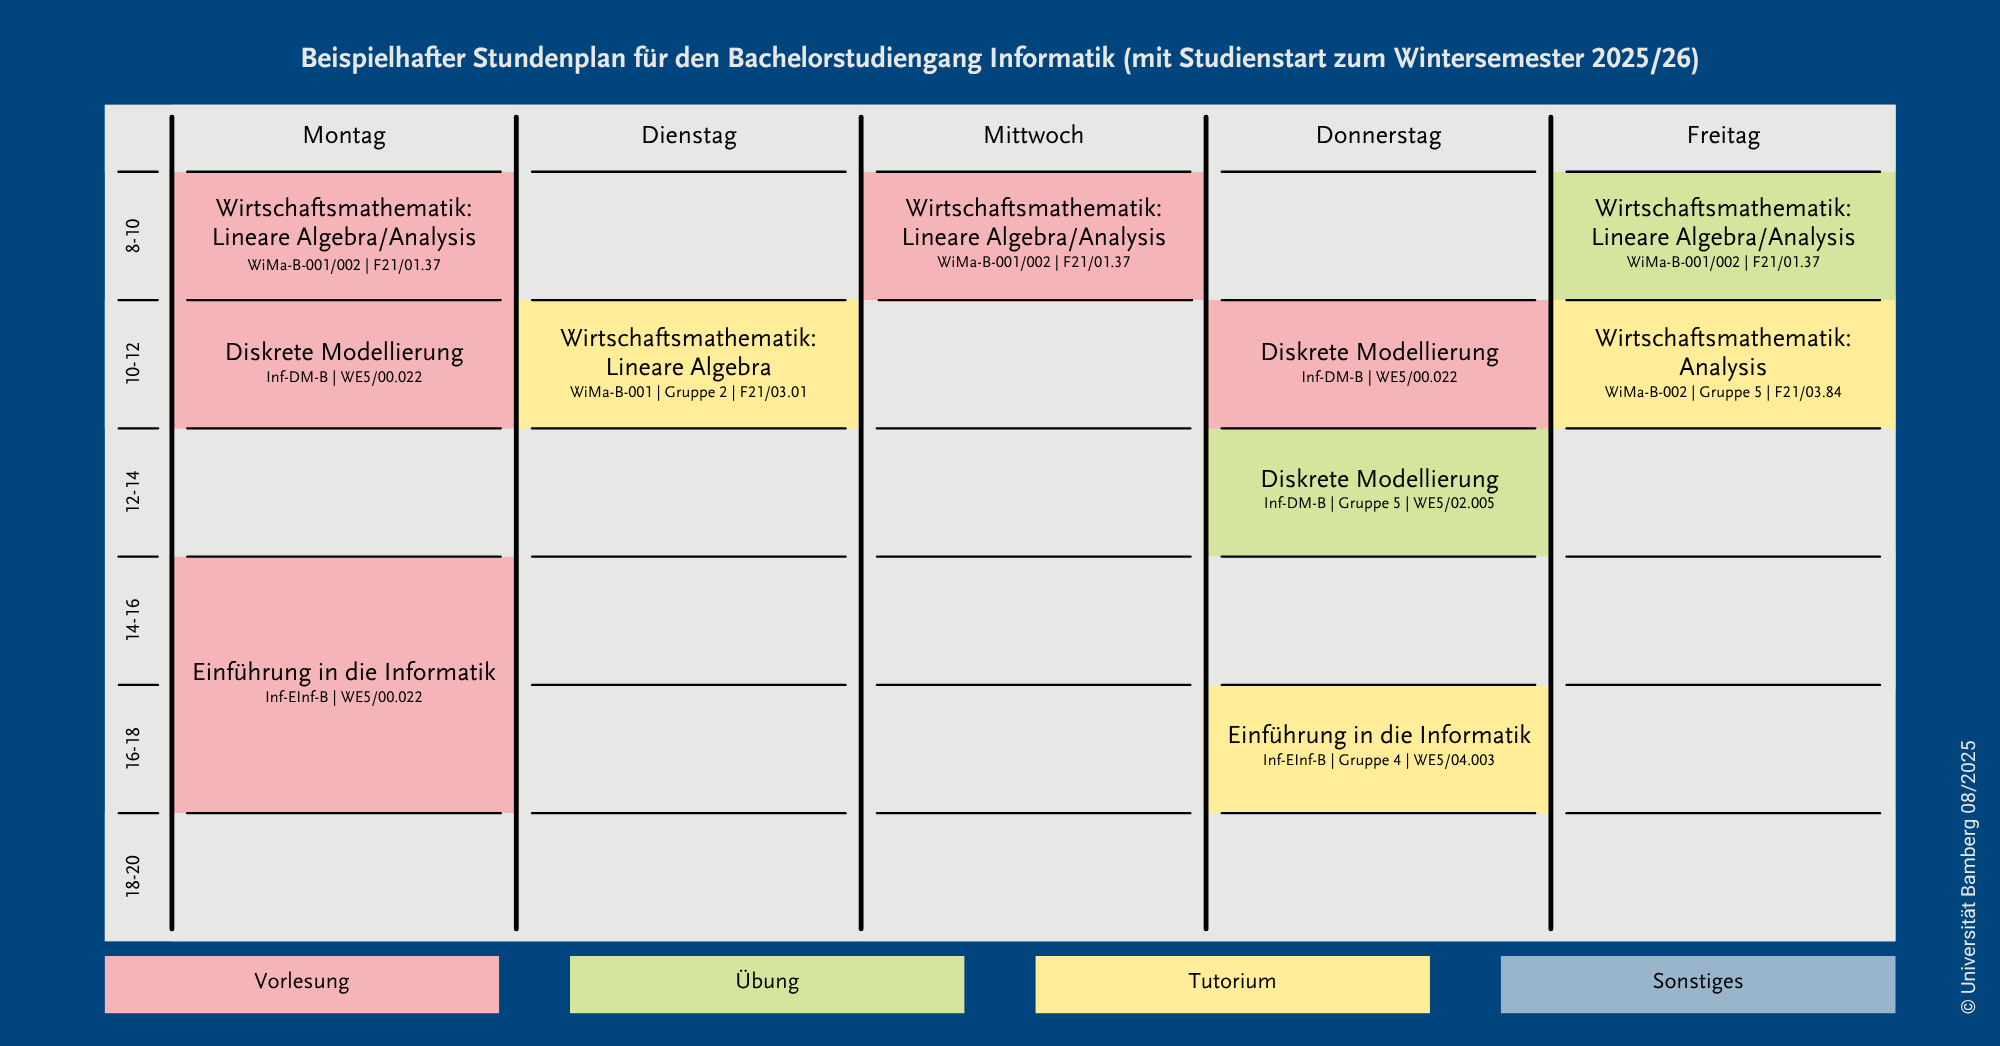 Beispielhafter Stundenplan für den Bachelorstudiengang Informatik (mit Studienstart zum Wintersemester 2025/26)
Montag
Dienstag
Mittwoch
Donnerstag
Freitag
8-10
Wirtschaftsmathematik:
Lineare Algebra/Analysis
WiMa-B-001/002 | F21/01.37
Wirtschaftsmathematik:
Lineare Algebra/Analysis
WiMa-B-001/002 | F21/01.37
Wirtschaftsmathematik:
Lineare Algebra/Analysis
WiMa-B-001/002 | F21/01.37
10-12
Diskrete Modellierung
Inf-DM-B | WE5/00.022
Wirtschaftsmathematik:
Lineare Algebra
WiMa-B-001 | Gruppe 2 | F21/03.01
Diskrete Modellierung
Inf-DM-B | WE5/00.022
Wirtschaftsmathematik:
Analysis
WiMa-B-002 | Gruppe 5 | F21/03.84
12-14
Diskrete Modellierung
Inf-DM-B | Gruppe 5 | WE5/02.005
14-16
Einführung in die Informatik
Inf-EInf-B | WE5/00.022
16-18
Einführung in die Informatik
Inf-EInf-B | Gruppe 4 | WE5/04.003
18-20
Vorlesung
Übung
Tutorium
Sonstiges
© Universität Bamberg 08/2025